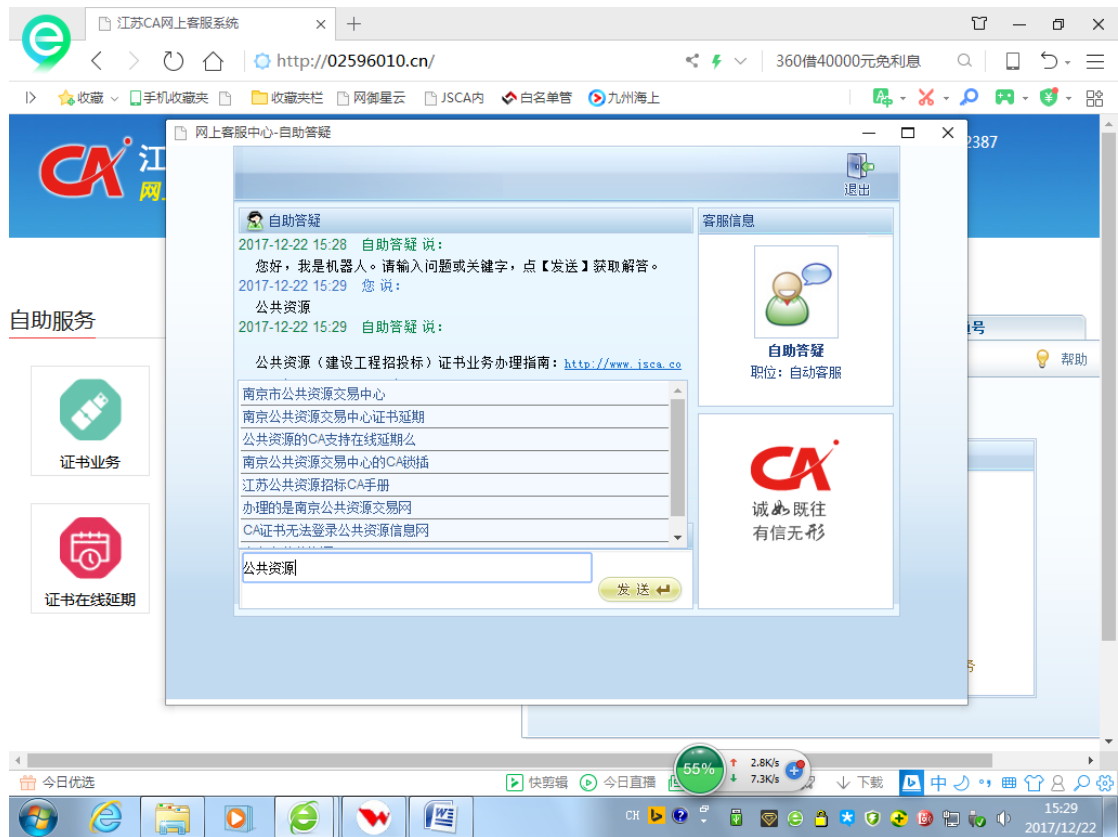 江苏CA网上客服系统
http://02596010.cn/
360借40000元免利息
收藏
手机收藏夹
收藏夹栏
网御星云
JSCA内
白名单管
九州海上
CA
江
网
2387
网上客服中心-自助答疑
退出
自助答疑
客服信息
2017-12-22 15:28 自助答疑 说：
您好，我是机器人。请输入问题或关键字，点【发送】获取解答。
2017-12-22 15:29 您 说：
公共资源
2017-12-22 15:29 自助答疑 说：
公共资源（建设工程招投标）证书业务办理指南：http://www.jsca.co
南京市公共资源交易中心
南京公共资源交易中心证书延期
公共资源的CA支持在线延期么
南京公共资源交易中心的CA锁插
江苏公共资源招标CA手册
办理的是南京公共资源交易网
CA证书无法登录公共资源信息网
公共资源
发送
自助答疑
职位：自动客服
CA
诚如既往
有信无形
自助服务
证书业务
证书在线延期
号
帮助
务
今日优选
快剪辑
今日直播
55%
2.8K/s
7.3K/s
下载
中
CH
15:29
2017/12/22